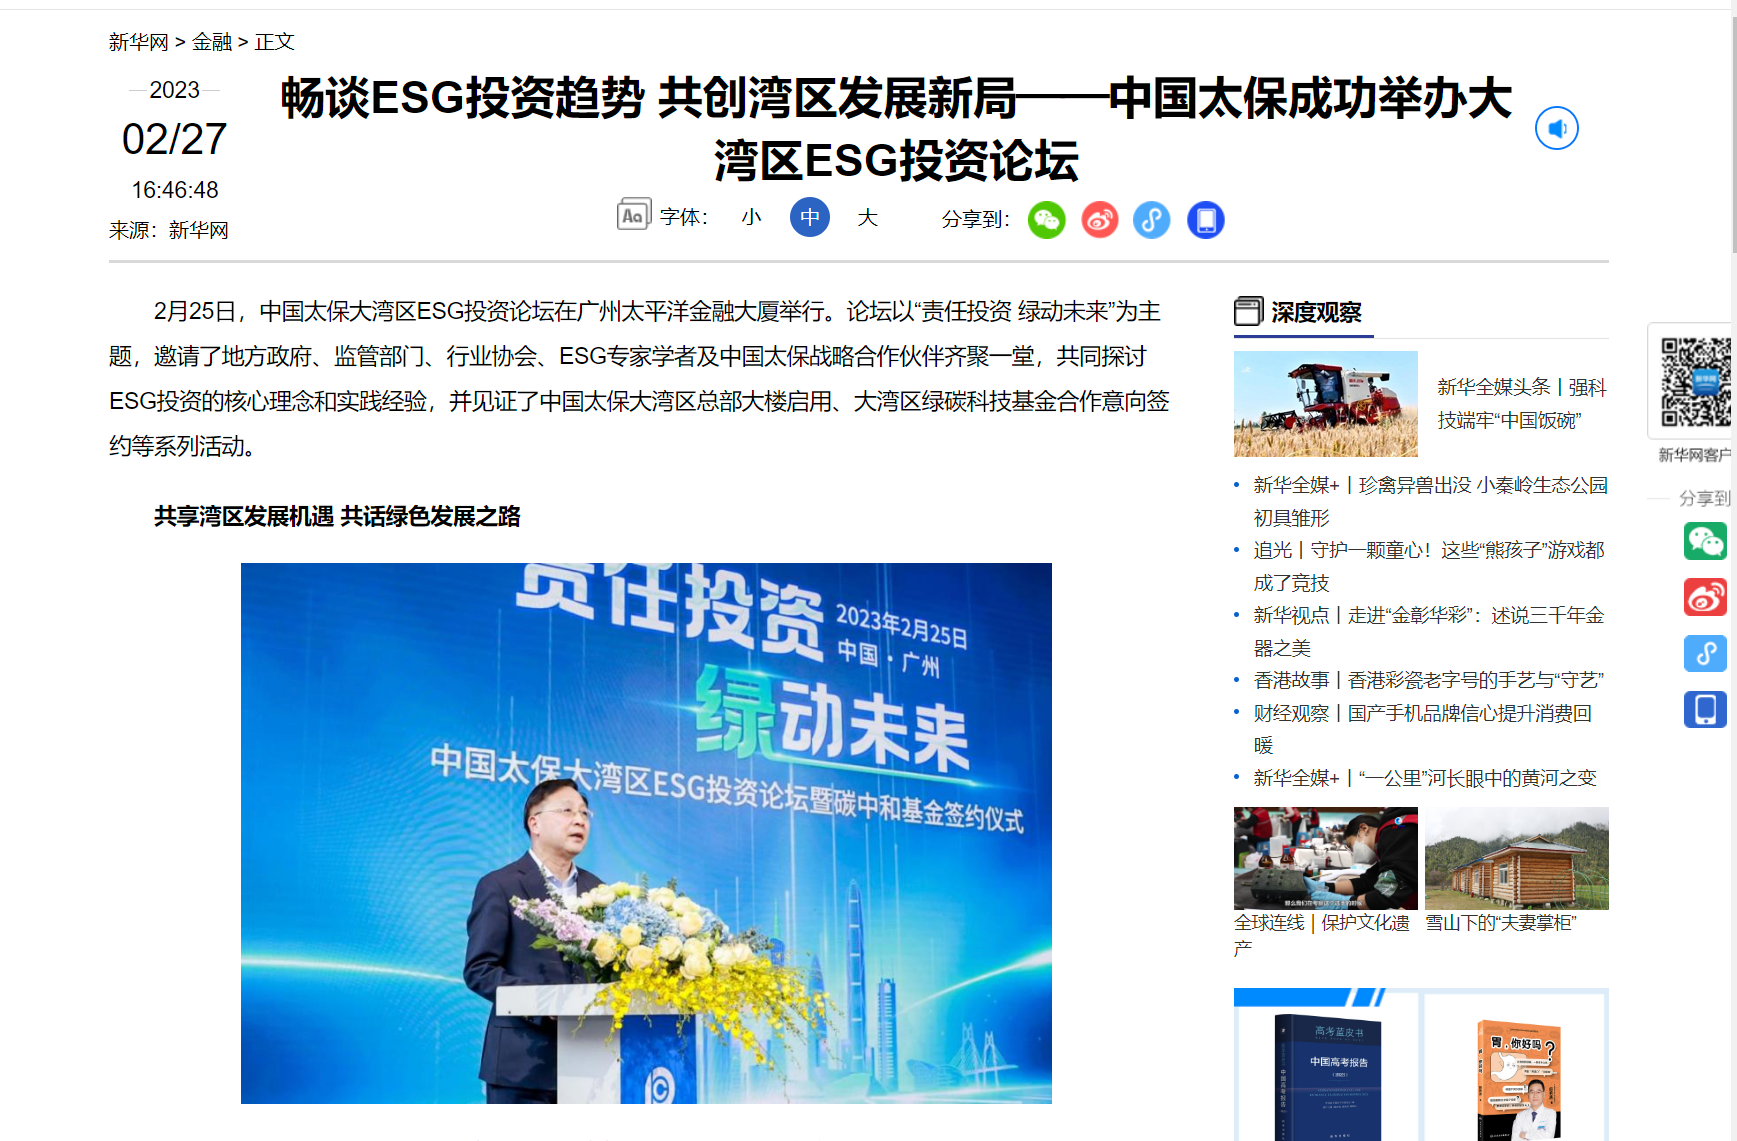 新华网 > 金融 > 正文
2023
02/27
16:46:48
来源：新华网
畅谈ESG投资趋势 共创湾区发展新局——中国太保成功举办大
湾区ESG投资论坛
Aa 字体： 小 中 大 分享到：
2月25日，中国太保大湾区ESG投资论坛在广州太平洋金融大厦举行。论坛以“责任投资 绿动未来”为主
题，邀请了地方政府、监管部门、行业协会、ESG专家学者及中国太保战略合作伙伴齐聚一堂，共同探讨
ESG投资的核心理念和实践经验，并见证了中国太保大湾区总部大楼启用、大湾区绿碳科技基金合作意向签
约等系列活动。
共享湾区发展机遇 共话绿色发展之路
责任投资
2023年2月25日
中国·广州
绿动未来
中国太保大湾区ESG投资论坛暨碳中和基金签约仪式
深度观察
新华全媒头条丨强科
技端牢“中国饭碗”
新华全媒+丨珍禽异兽出没 小秦岭生态公园
初具雏形
追光丨守护一颗童心！这些“熊孩子”游戏都
成了竞技
新华视点丨走进“金彰华彩”：述说三千年金
器之美
香港故事丨香港彩瓷老字号的手艺与“守艺”
财经观察丨国产手机品牌信心提升消费回
暖
新华全媒+丨“一公里”河长眼中的黄河之变
全球连线｜保护文化遗
产
雪山下的“夫妻掌柜”
高考蓝皮书
中国高考报告
胃，你好吗？
新华网
新华网客户
分享到